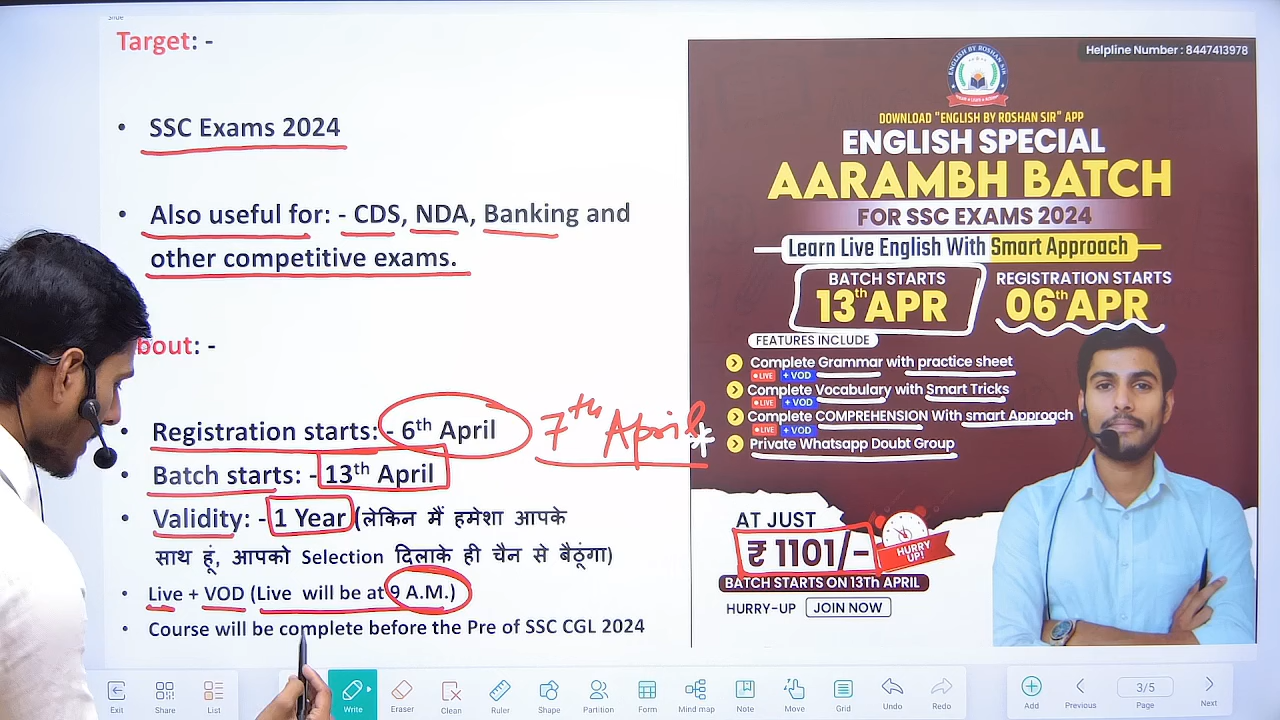 Slide
Target: -
• SSC Exams 2024
• Also useful for: - CDS, NDA, Banking and
other competitive exams.
bout: -
• Registration starts: - 6th April 7th April
• Batch starts: - 13th April
• Validity: - 1 Year (लेकिन मैं हमेशा आपके
साथ हूं, आपको Selection दिलाके ही चैन से बैठूंगा)
• Live + VOD (Live will be at 9 A.M.)
• Course will be complete before the Pre of SSC CGL 2024
Helpline Number : 8447413978
ENGLISH BY ROSHAN SIR
DOWNLOAD "ENGLISH BY ROSHAN SIR" APP
ENGLISH SPECIAL
AARAMBH BATCH
FOR SSC EXAMS 2024
Learn Live English With Smart Approach
BATCH STARTS
13th APR
REGISTRATION STARTS
06th APR
FEATURES INCLUDE
Complete Grammar with practice sheet
LIVE + VOD
Complete Vocabulary with Smart Tricks
LIVE + VOD
Complete COMPREHENSION With smart Approach
LIVE + VOD
Private Whatsapp Doubt Group
AT JUST
₹ 1101/-
HURRY UP!
BATCH STARTS ON 13Th APRIL
HURRY-UP JOIN NOW
Exit Share List Write Eraser Clean Ruler Shape Partition Form Mind map Note Move Grid Undo Redo Add Previous 3/5 Page Next